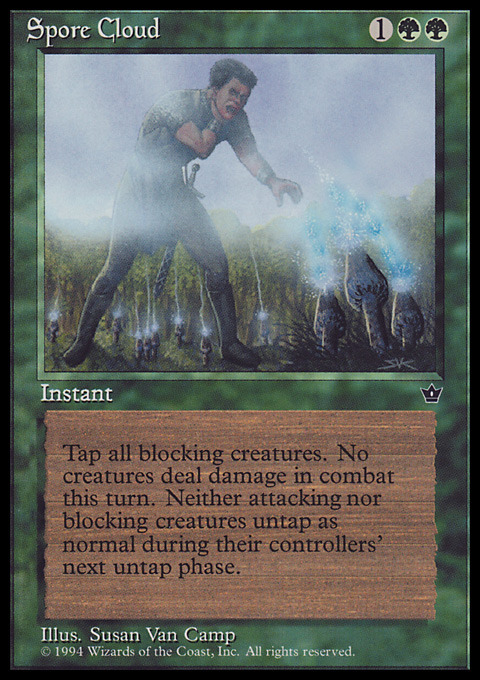 Spore Cloud 1
Instant
Tap all blocking creatures. No
creatures deal damage in combat
this turn. Neither attacking nor
blocking creatures untap as
normal during their controllers'
next untap phase.
Illus. Susan Van Camp
© 1994 Wizards of the Coast, Inc. All rights reserved.